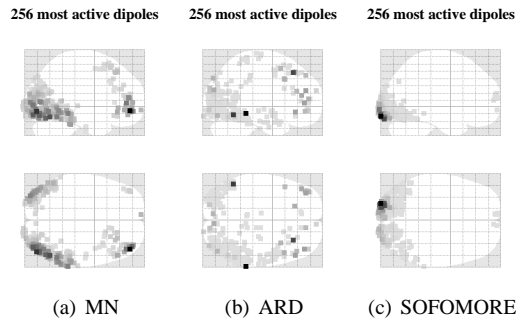 256 most active dipoles 256 most active dipoles 256 most active dipoles
(a) MN (b) ARD (c) SOFOMORE